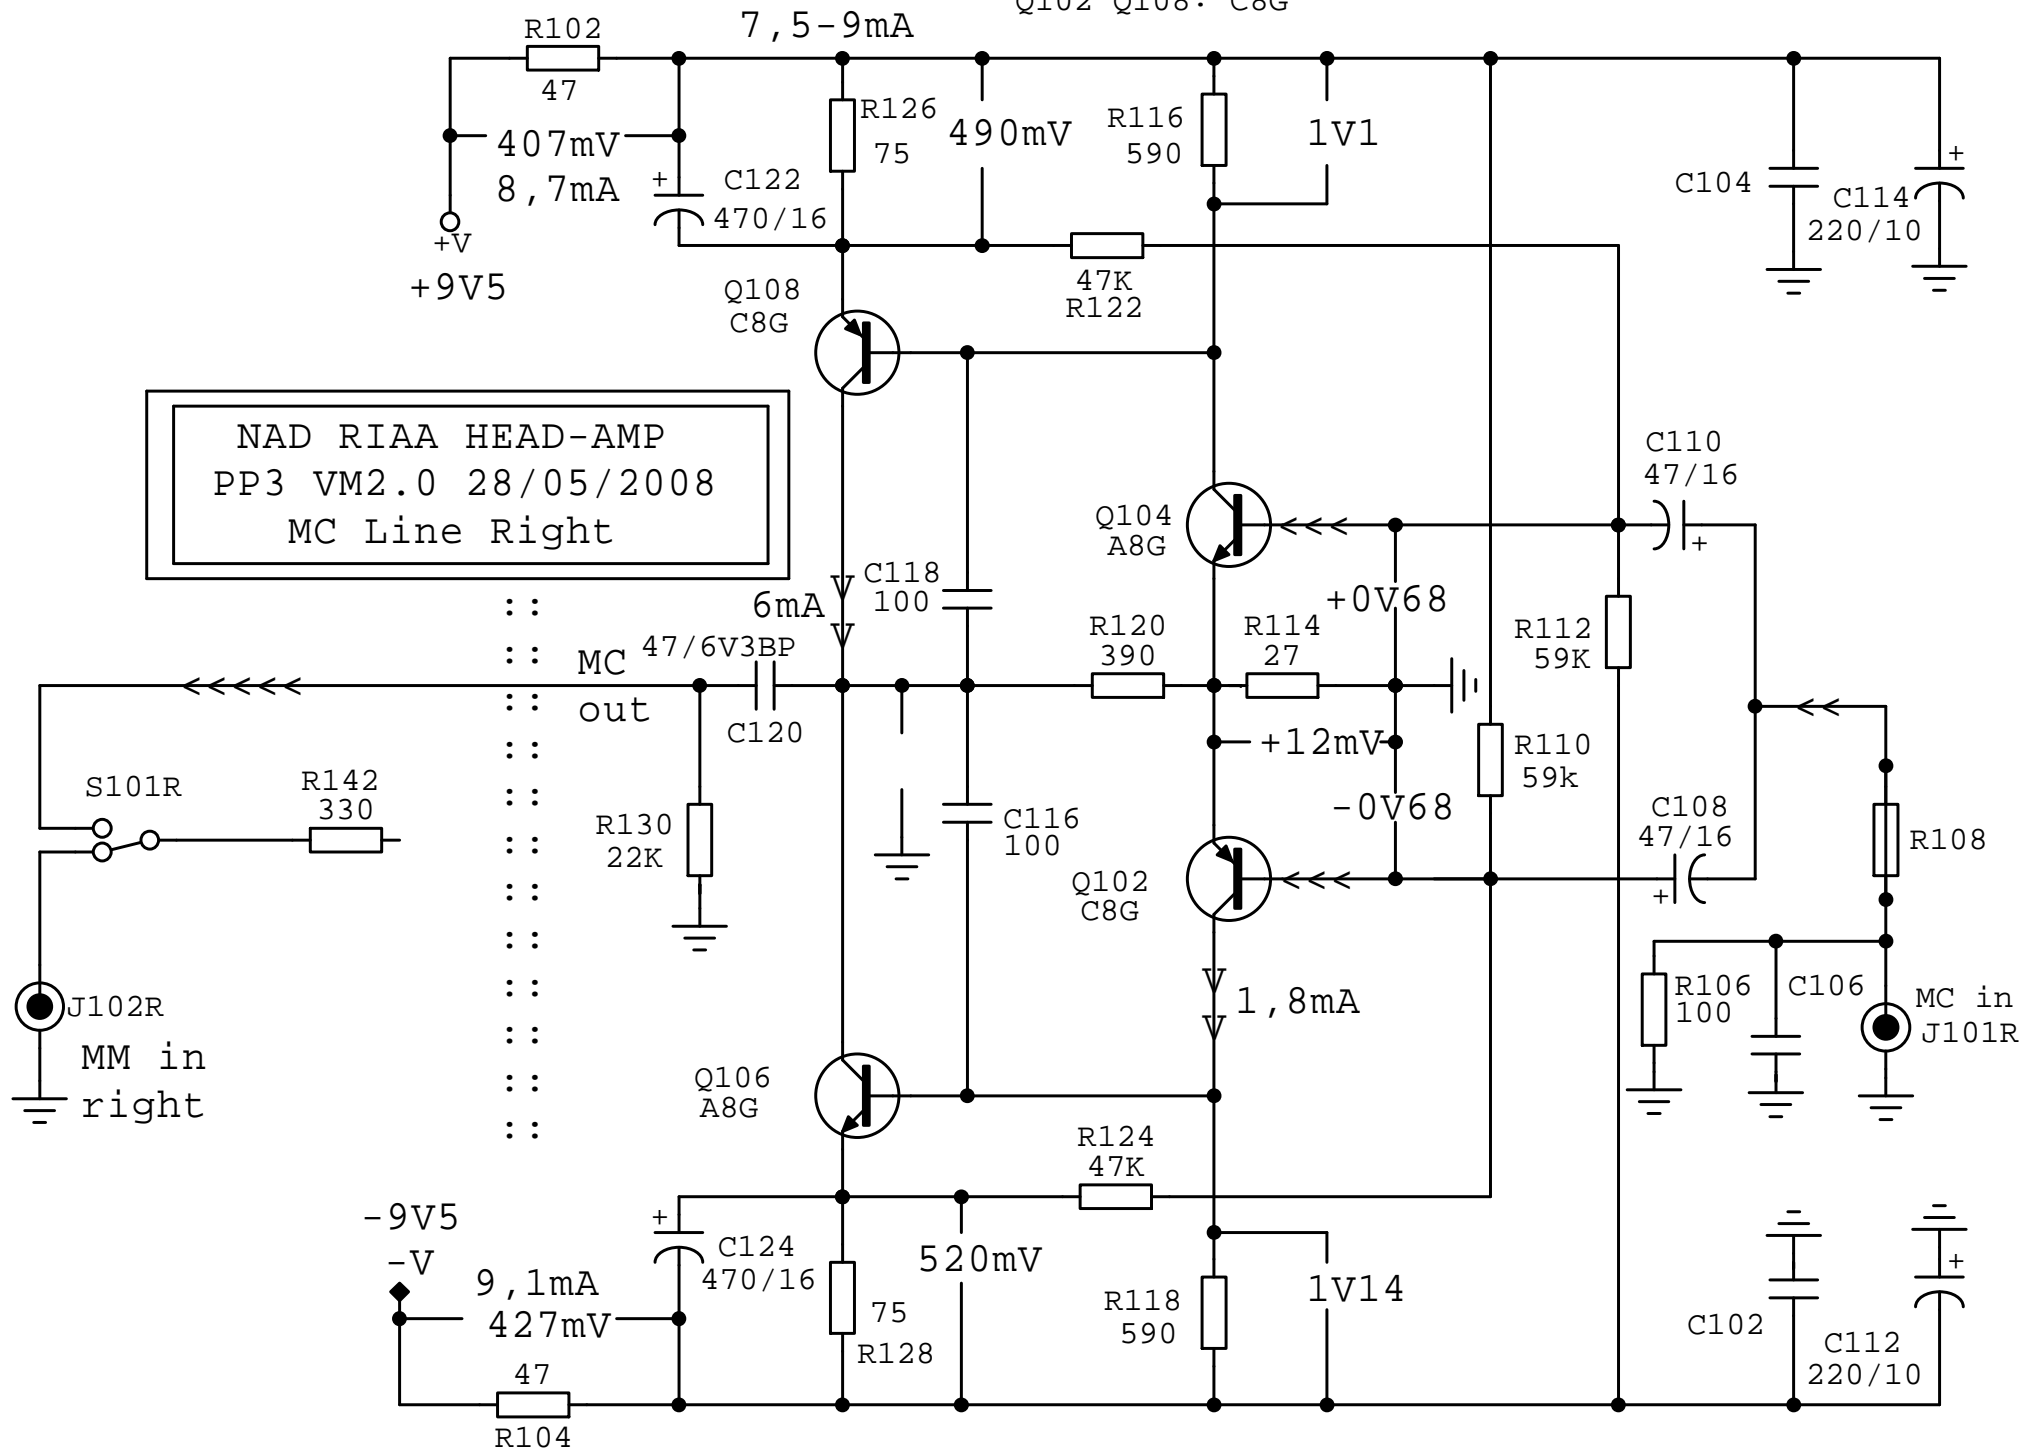 Q102 Q108: C8G
7,5-9mA
R102
47
407mV
8,7mA
+V
+9V5
+
C122
470/16
R126
75
490mV
R116
590
1V1
C104
+
C114
220/10
47K
R122
Q108
C8G
NAD RIAA HEAD-AMP
PP3 VM2.0 28/05/2008
MC Line Right
C110
47/16
+
Q104
A8G
+0V68
C118
100
6mA
47/6V3BP
C120
MC
out
R120
390
R114
27
R112
59K
+12mV
R110
59k
-0V68
C108
47/16
+
R108
S101R
R142
330
R130
22K
C116
100
Q102
C8G
1,8mA
R106
100
C106
MC in
J101R
J102R
MM in
right
Q106
A8G
R124
47K
-9V5
-V
9,1mA
427mV
+
C124
470/16
75
R128
520mV
R118
590
1V14
C102
+
C112
220/10
47
R104